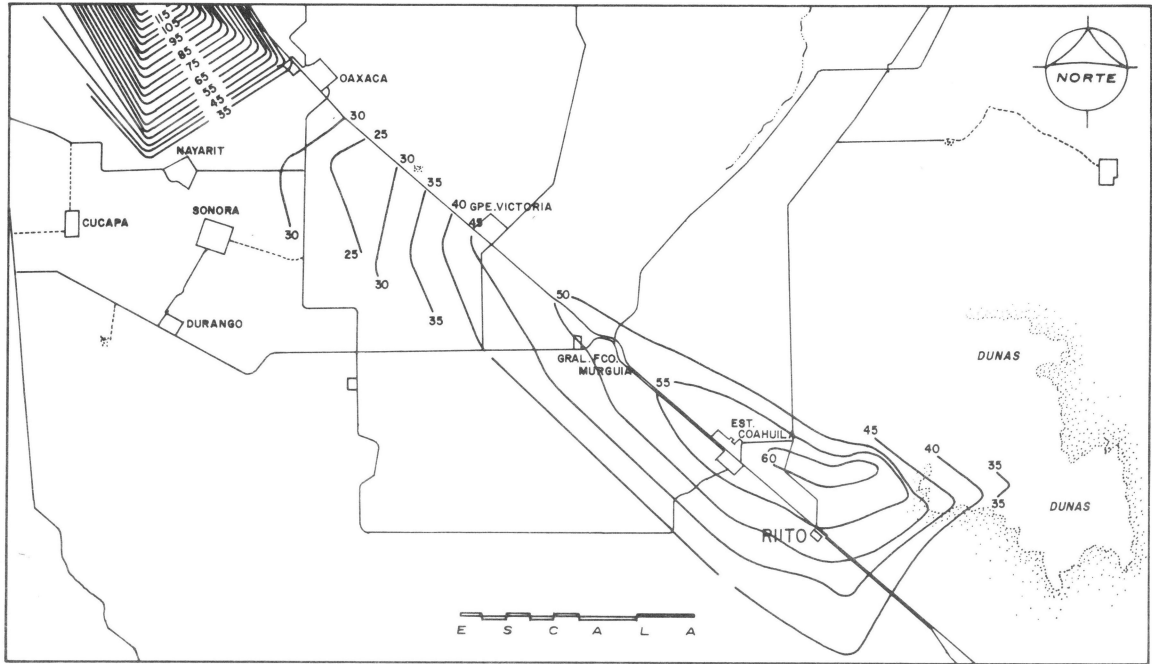 115
105
95
85
75
65
55
45
35
OAXACA
NORTE
30
25
NAYARIT
30
35
40
GPE. VICTORIA
45
CUCAPA
SONORA
30
25
30
35
DURANGO
50
GRAL. FCO.
MURGUIA
DUNAS
55
EST.
COAHUILA
45
40
35
60
35
DUNAS
RIITO
E S C A L A